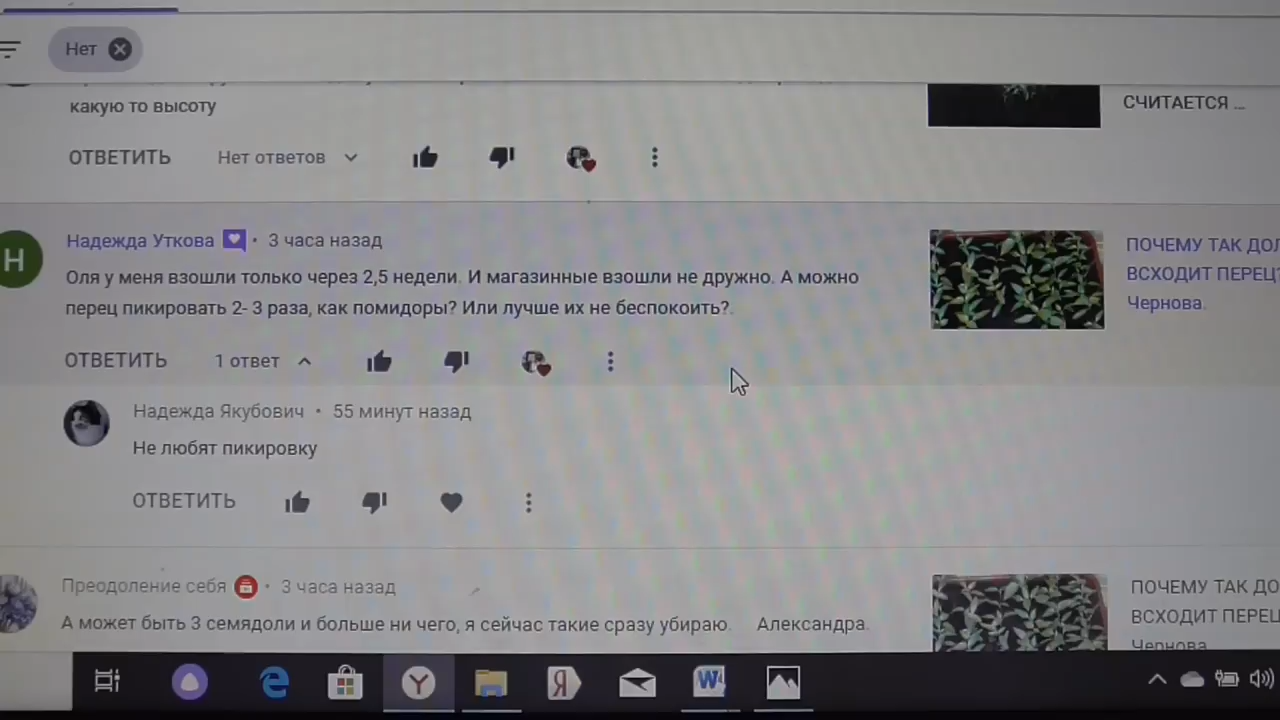 Нет
какую то высоту
СЧИТАЕТСЯ ...
ОТВЕТИТЬ Нет ответов
Надежда Уткова • 3 часа назад
Оля у меня взошли только через 2,5 недели. И магазинные взошли не дружно. А можно
перец пикировать 2- 3 раза, как помидоры? Или лучше их не беспокоить?.
ПОЧЕМУ ТАК ДОЛ
ВСХОДИТ ПЕРЕЦ?
Чернова.
ОТВЕТИТЬ 1 ответ
Надежда Якубович • 55 минут назад
Не любят пикировку
ОТВЕТИТЬ
Преодоление себя • 3 часа назад
А может быть 3 семядоли и больше ни чего, я сейчас такие сразу убираю. Александра.
ПОЧЕМУ ТАК ДО
ВСХОДИТ ПЕРЕЦ
Чернова